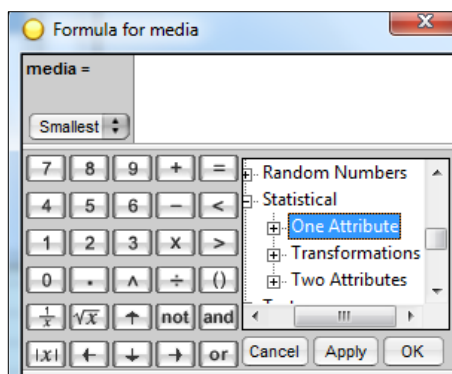 Formula for media
x
media =
Smallest
7 8 9 + =
4 5 6 − <
1 2 3 x >
0 . ∧ ÷ ()
1/x √x ↑ not and
|x| ← ↓ → or
Random Numbers
Statistical
One Attribute
Transformations
Two Attributes
Cancel Apply OK